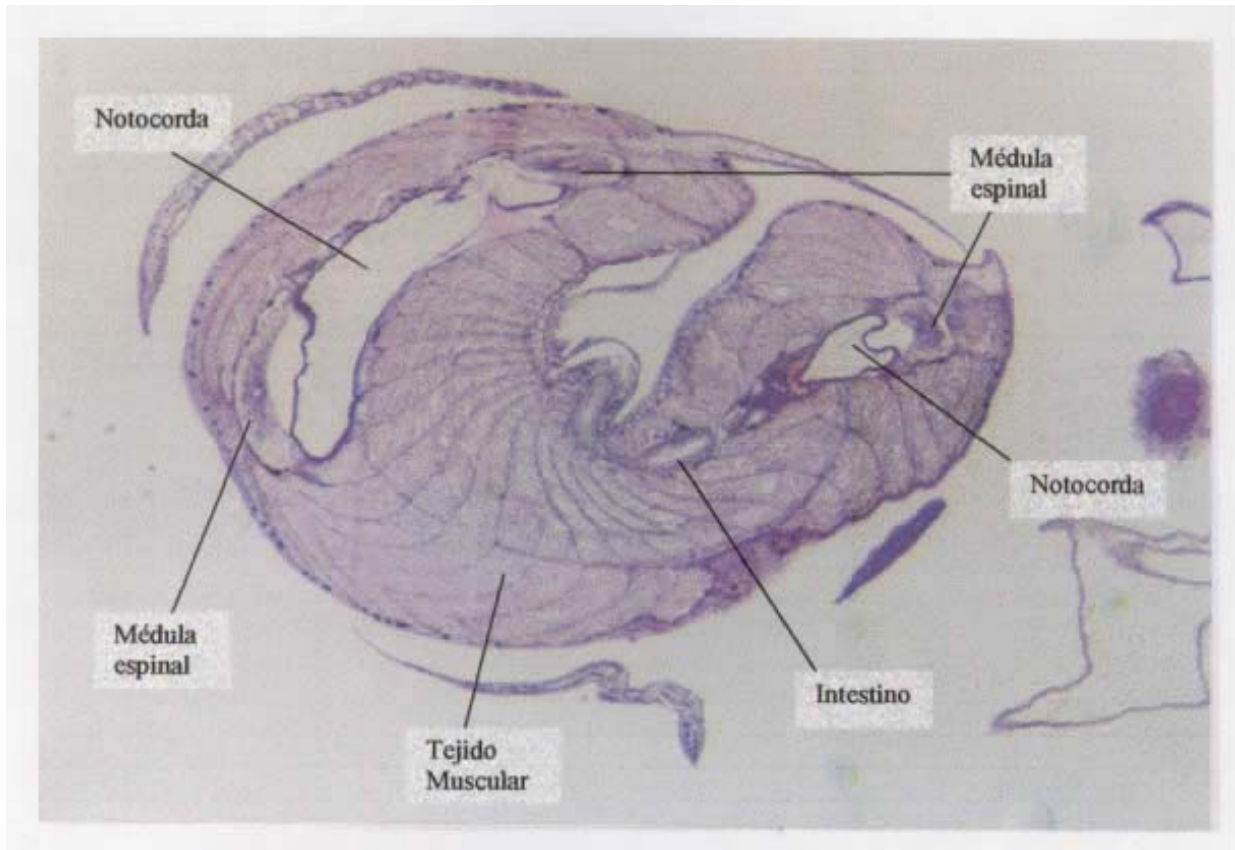 Notocorda
Médula
espinal
Notocorda
Médula
espinal
Intestino
Tejido
Muscular